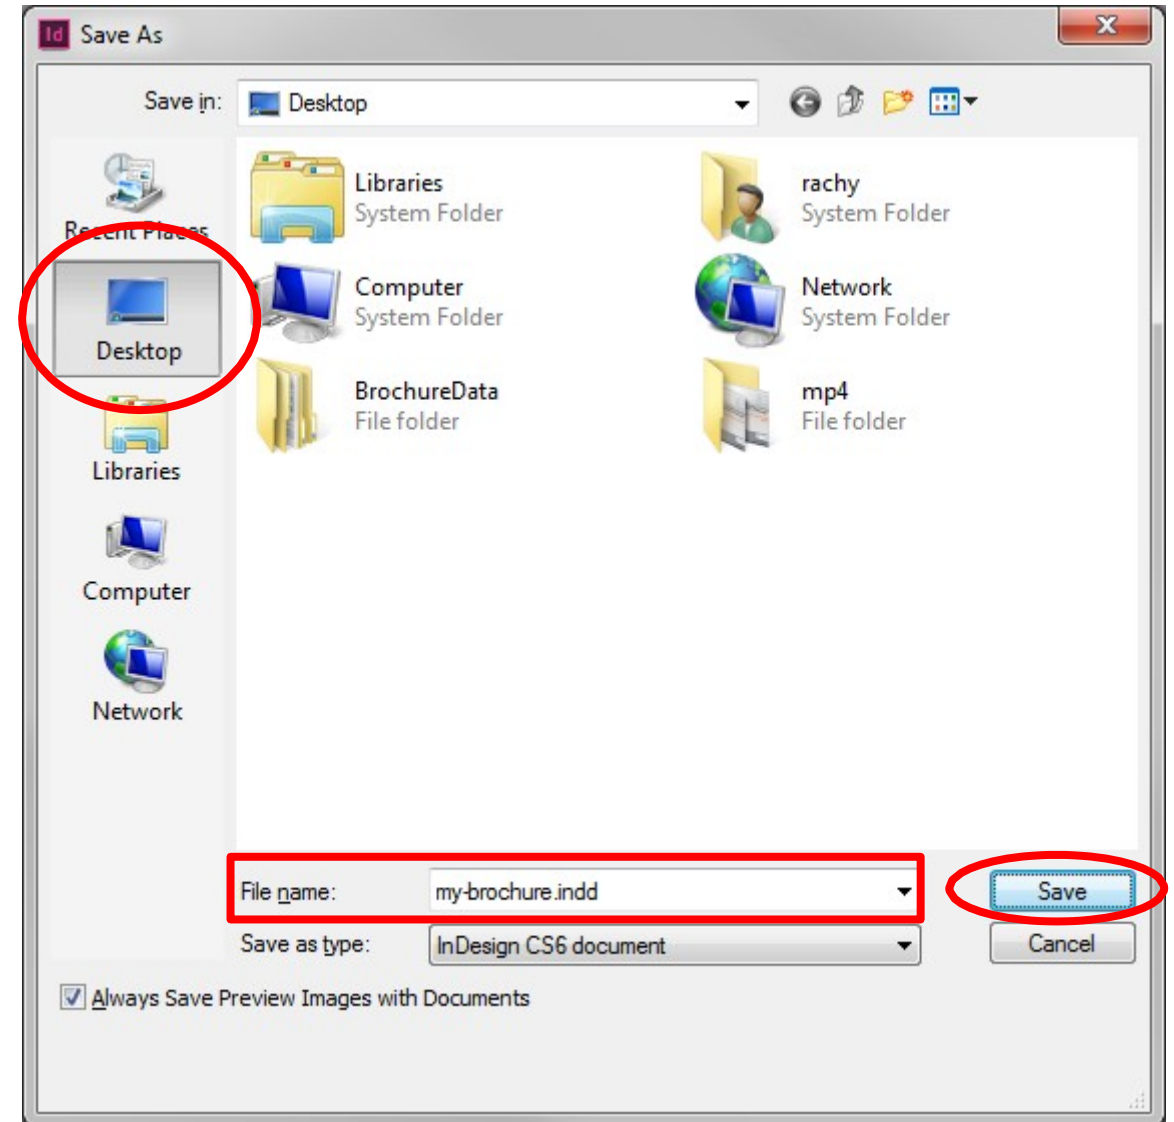 Id Save As
Save in: Desktop
Recent Places
Desktop
Libraries
Computer
Network
Libraries
System Folder
rachy
System Folder
Computer
System Folder
Network
System Folder
BrochureData
File folder
mp4
File folder
File name: my-brochure.indd Save
Save as type: InDesign CS6 document Cancel
Always Save Preview Images with Documents